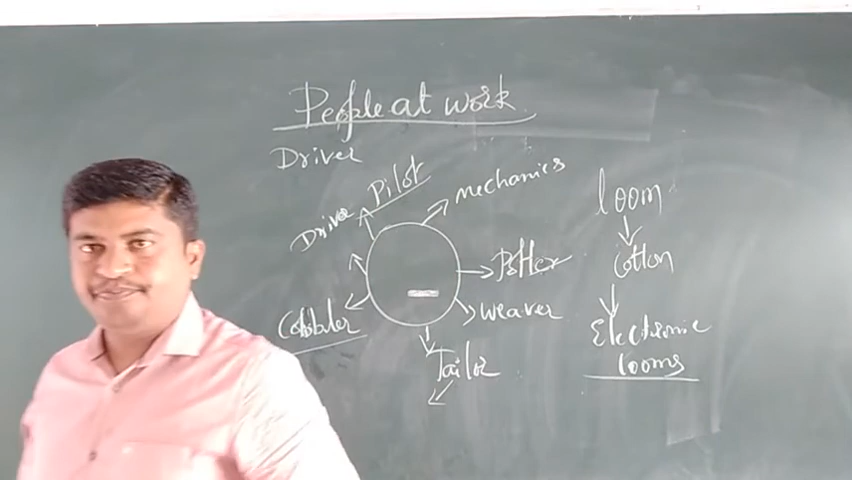 People at work
Driver
Pilot
mechanics
Driver
loom
Potter
cotton
Cobbler
weaver
Electronic
looms
Tailor